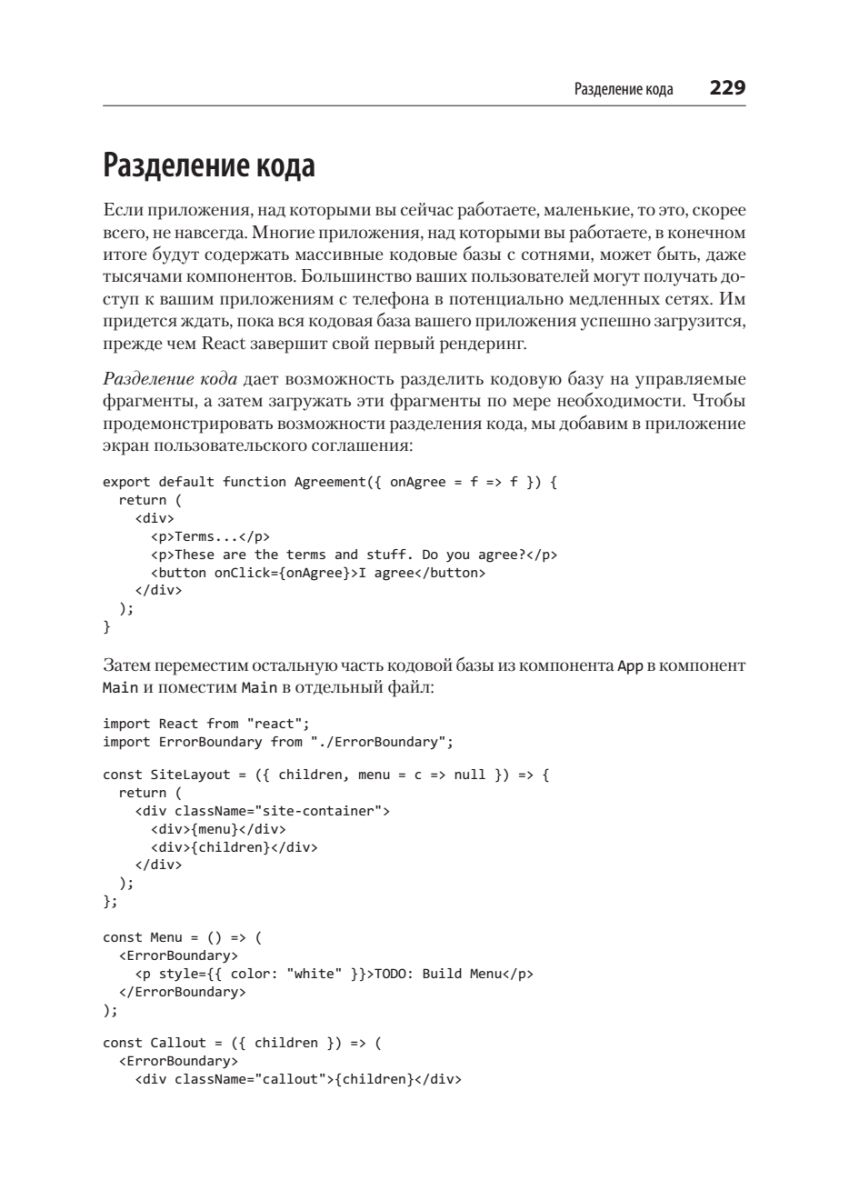 Разделение кода 229
Разделение кода
Если приложения, над которыми вы сейчас работаете, маленькие, то это, скорее
всего, не навсегда. Многие приложения, над которыми вы работаете, в конечном
итоге будут содержать массивные кодовые базы с сотнями, может быть, даже
тысячами компонентов. Большинство ваших пользователей могут получать до-
ступ к вашим приложениям с телефона в потенциально медленных сетях. Им
придется ждать, пока вся кодовая база вашего приложения успешно загрузится,
прежде чем React завершит свой первый рендеринг.
Разделение кода дает возможность разделить кодовую базу на управляемые
фрагменты, а затем загружать эти фрагменты по мере необходимости. Чтобы
продемонстрировать возможности разделения кода, мы добавим в приложение
экран пользовательского соглашения:
export default function Agreement({ onAgree = f => f }) {
  return (
    <div>
      <p>Terms...</p>
      <p>These are the terms and stuff. Do you agree?</p>
      <button onClick={onAgree}>I agree</button>
    </div>
  );
}
Затем переместим остальную часть кодовой базы из компонента App в компонент
Main и поместим Main в отдельный файл:
import React from "react";
import ErrorBoundary from "./ErrorBoundary";
const SiteLayout = ({ children, menu = c => null }) => {
  return (
    <div className="site-container">
      <div>{menu}</div>
      <div>{children}</div>
    </div>
  );
};
const Menu = () => (
  <ErrorBoundary>
    <p style={{ color: "white" }}>TODO: Build Menu</p>
  </ErrorBoundary>
);
const Callout = ({ children }) => (
  <ErrorBoundary>
    <div className="callout">{children}</div>